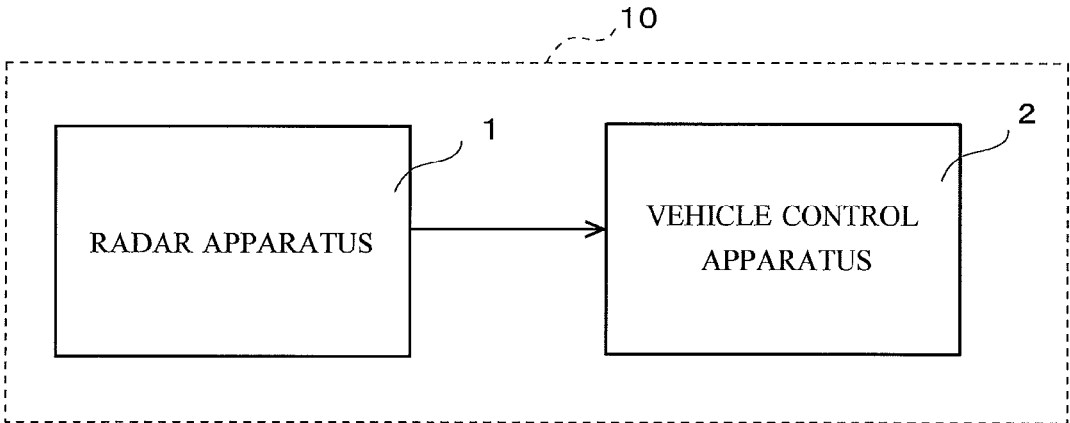 10
1
2
RADAR APPARATUS
VEHICLE CONTROL
APPARATUS